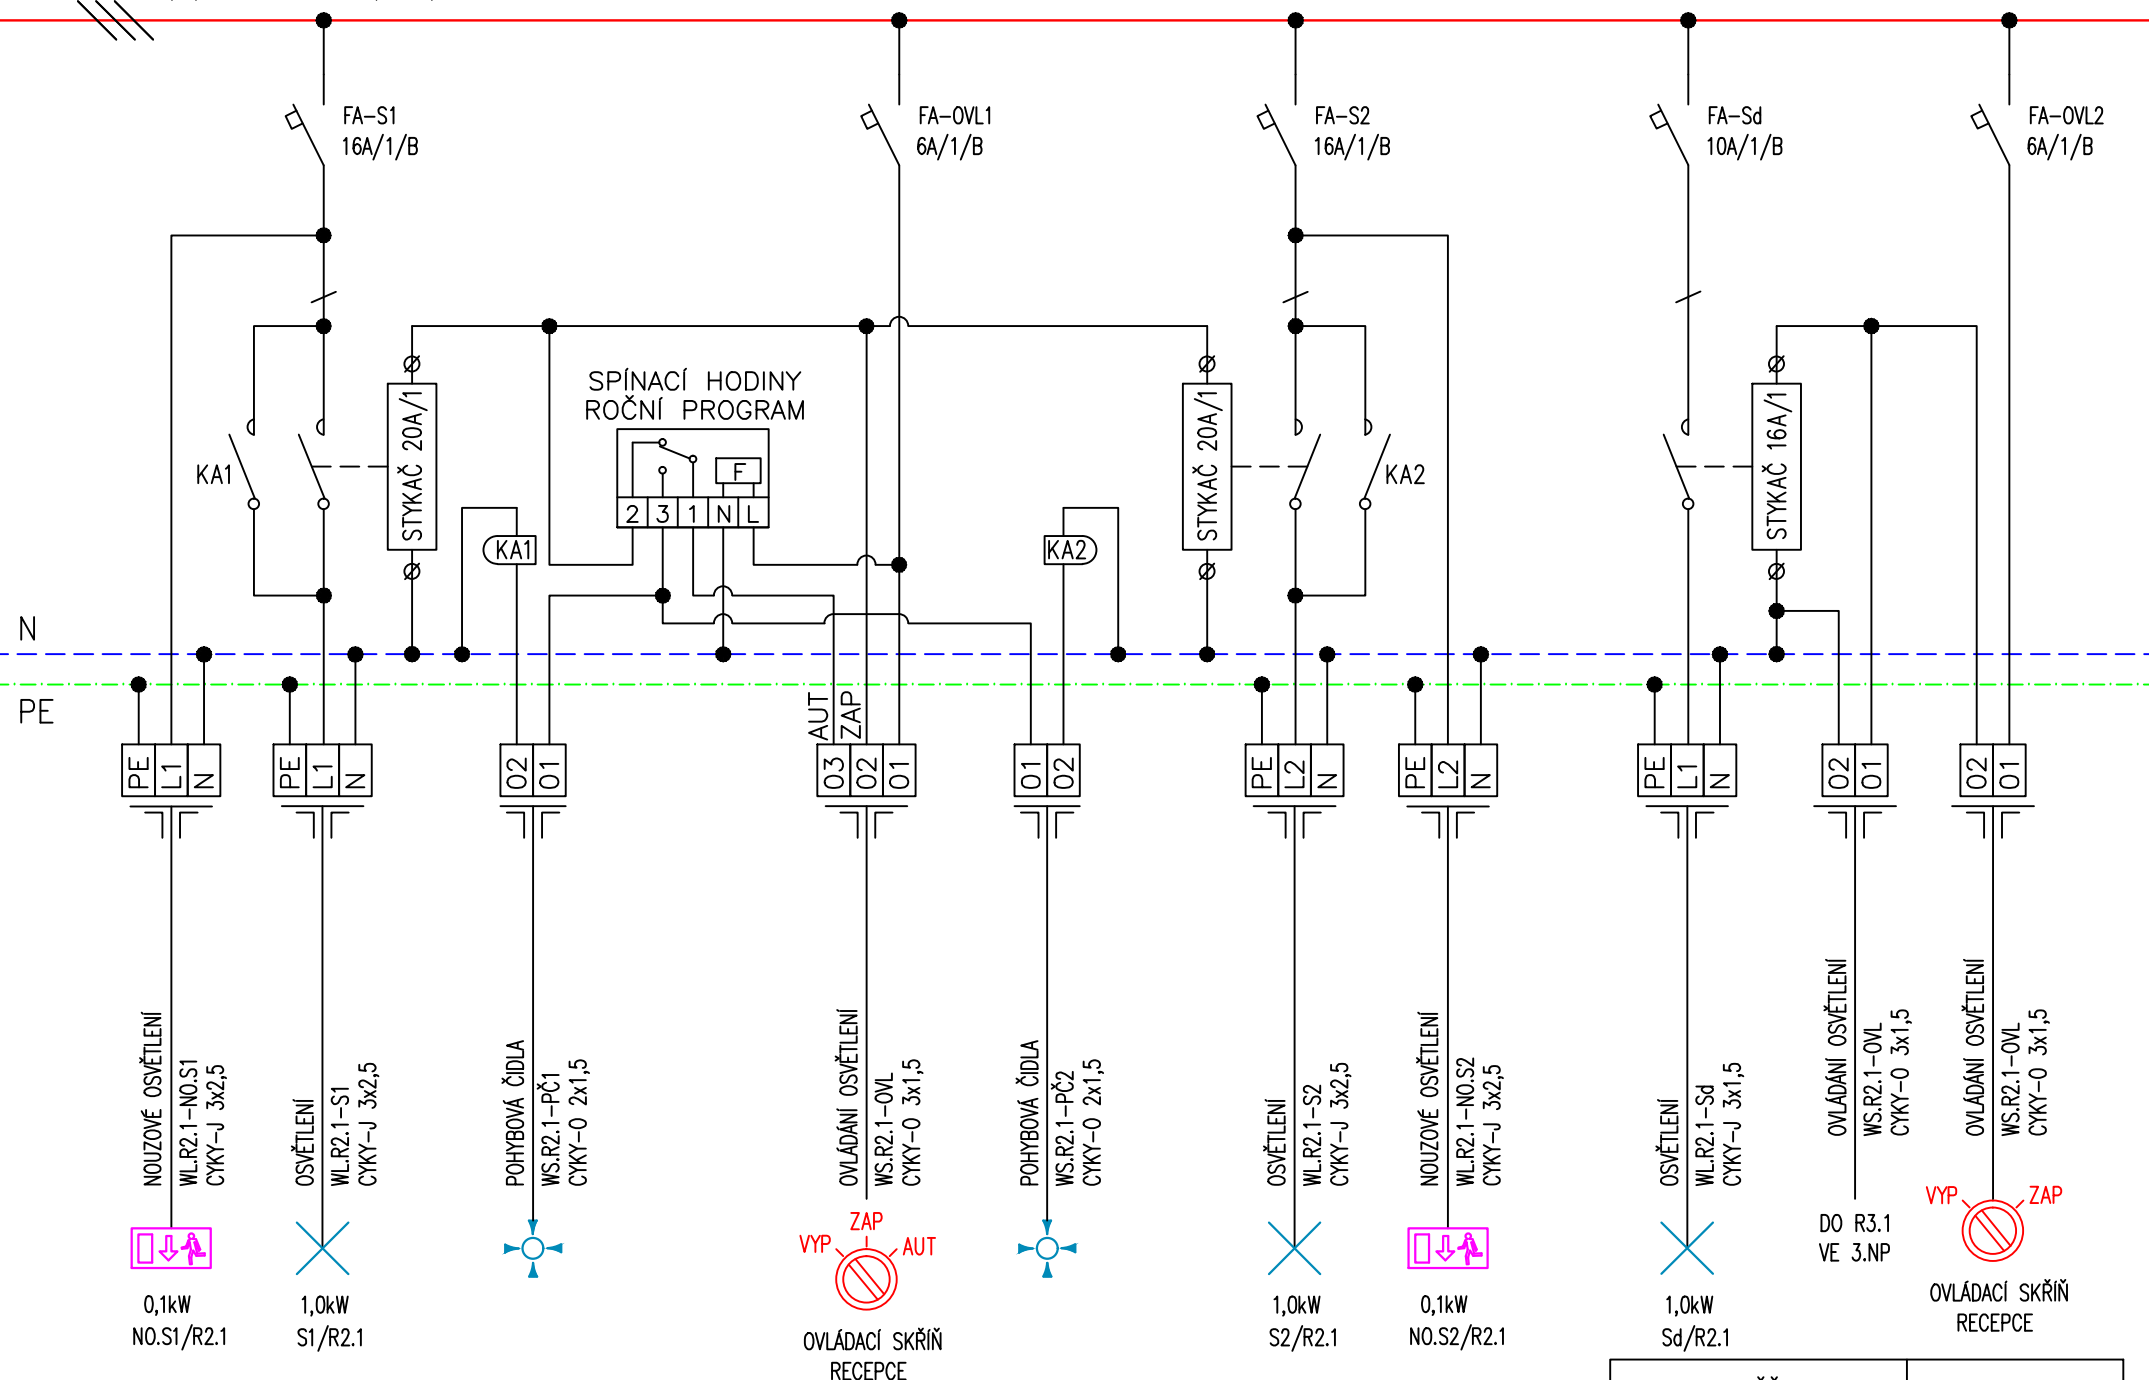 FA-S1
16A/1/B
FA-OVL1
6A/1/B
FA-S2
16A/1/B
FA-Sd
10A/1/B
FA-OVL2
6A/1/B
SPÍNACÍ HODINY
ROČNÍ PROGRAM
F
2 3 1 N L
KA1
STYKAČ 20A/1
KA1
KA2
STYKAČ 20A/1
KA2
STYKAČ 16A/1
N
PE
AUT
ZAP
PE L1 N
PE L1 N
02 01
03 02 01
01 02
PE L2 N
PE L2 N
PE L1 N
02 01
02 01
NOUZOVÉ OSVĚTLENÍ
WL.R2.1-NO.S1
CYKY-J 3x2,5
OSVĚTLENÍ
WL.R2.1-S1
CYKY-J 3x2,5
POHYBOVÁ ČIDLA
WS.R2.1-PČ1
CYKY-O 2x1,5
OVLÁDÁNÍ OSVĚTLENÍ
WS.R2.1-OVL
CYKY-O 3x1,5
POHYBOVÁ ČIDLA
WS.R2.1-PČ2
CYKY-O 2x1,5
OSVĚTLENÍ
WL.R2.1-S2
CYKY-J 3x2,5
NOUZOVÉ OSVĚTLENÍ
WL.R2.1-NO.S2
CYKY-J 3x2,5
OSVĚTLENÍ
WL.R2.1-Sd
CYKY-J 3x1,5
OVLÁDÁNÍ OSVĚTLENÍ
WS.R2.1-OVL
CYKY-O 3x1,5
OVLÁDÁNÍ OSVĚTLENÍ
WS.R2.1-OVL
CYKY-O 3x1,5
0,1kW
NO.S1/R2.1
1,0kW
S1/R2.1
VYP ZAP AUT
OVLÁDACÍ SKŘÍŇ
RECEPCE
1,0kW
S2/R2.1
0,1kW
NO.S2/R2.1
1,0kW
Sd/R2.1
DO R3.1
VE 3.NP
VYP ZAP
OVLÁDACÍ SKŘÍŇ
RECEPCE